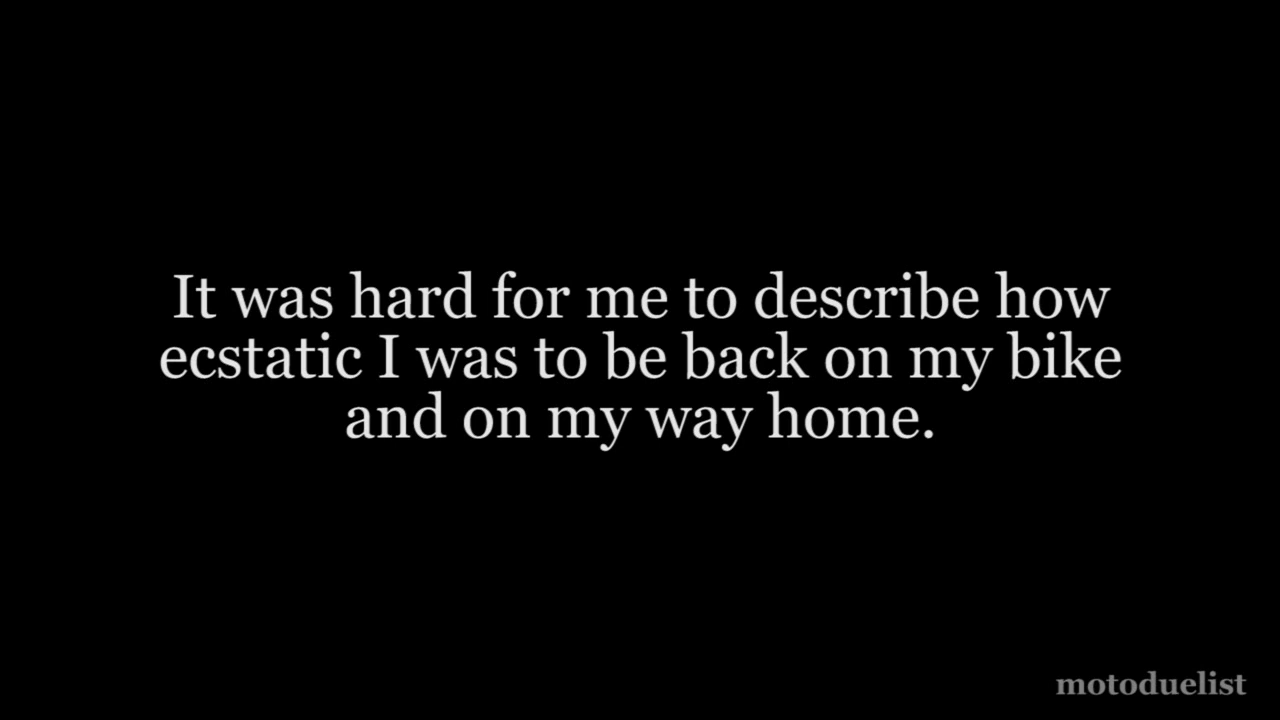 It was hard for me to describe how
ecstatic I was to be back on my bike
and on my way home.
motoduelist